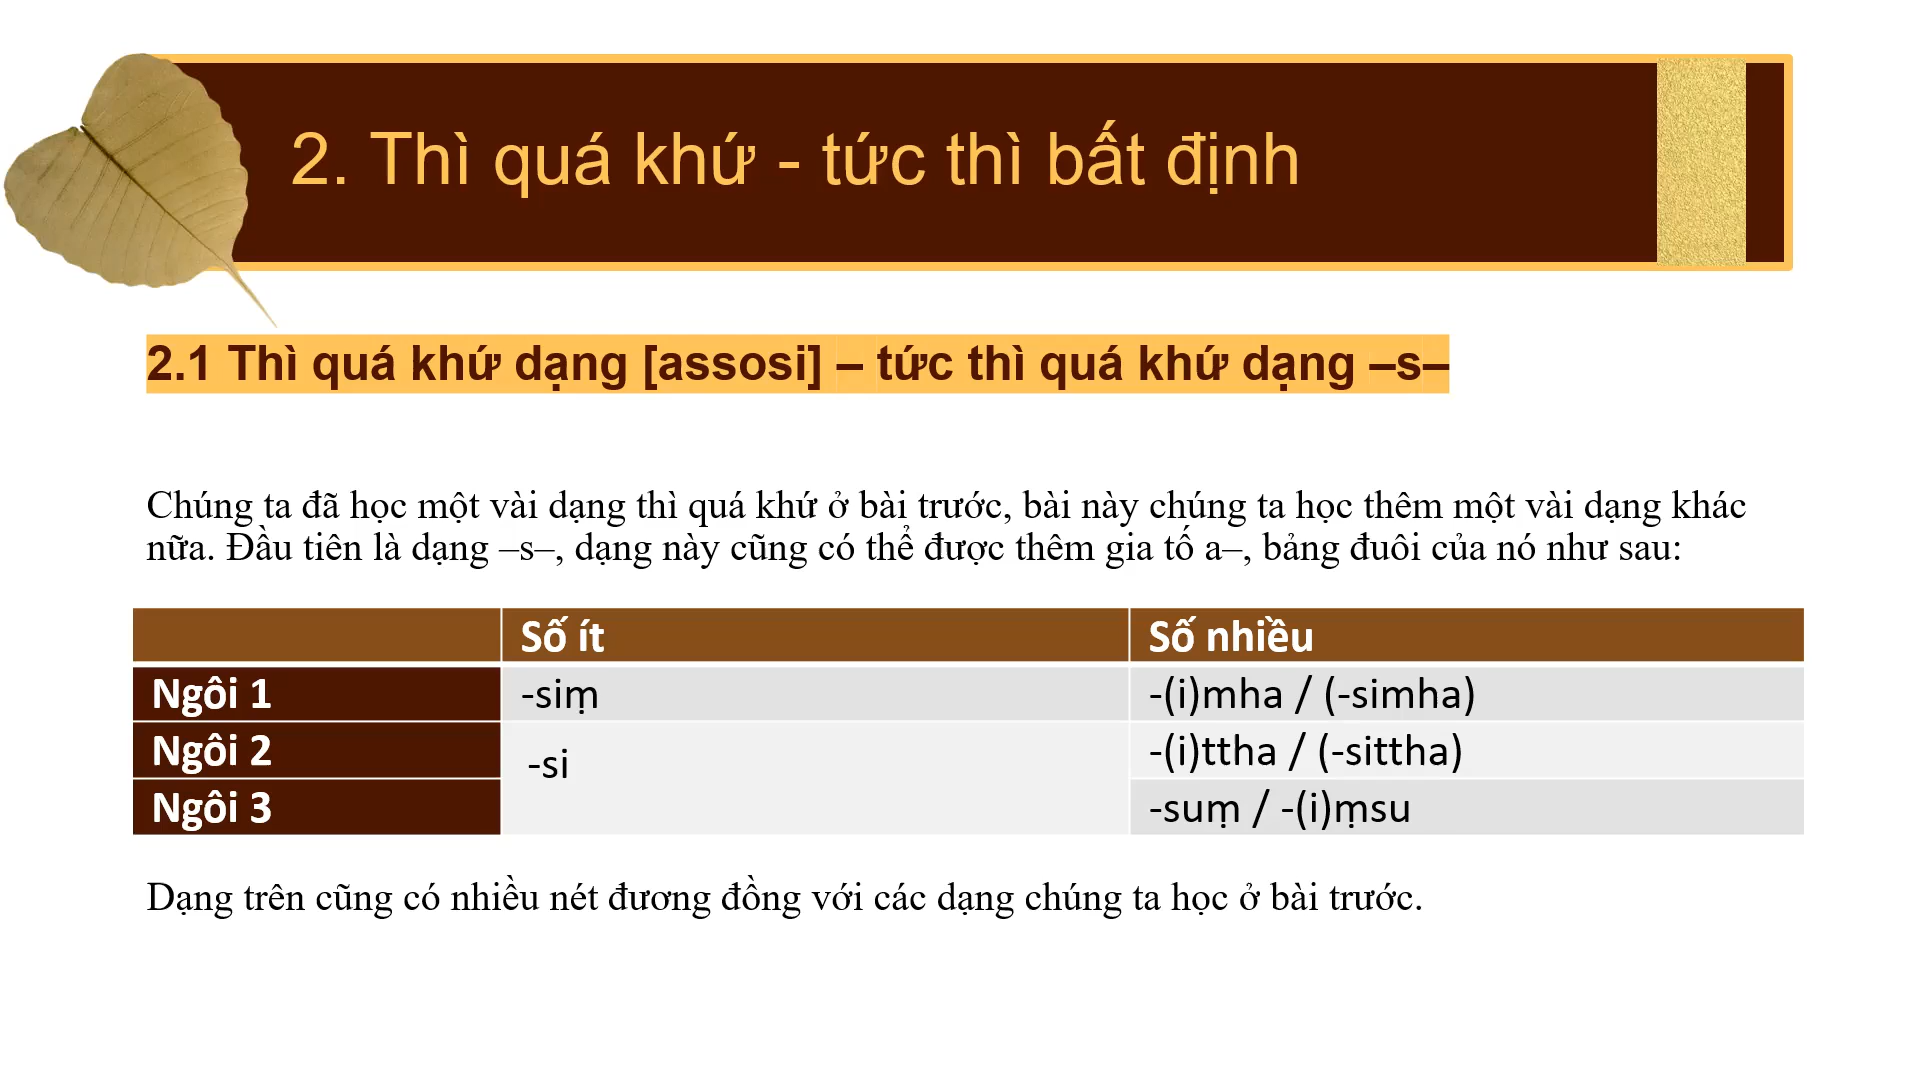 2. Thì quá khứ - tức thì bất định
2.1 Thì quá khứ dạng [assosi] – tức thì quá khứ dạng –s–
Chúng ta đã học một vài dạng thì quá khứ ở bài trước, bài này chúng ta học thêm một vài dạng khác
nữa. Đầu tiên là dạng –s–, dạng này cũng có thể được thêm gia tố a–, bảng đuôi của nó như sau:
Số ít Số nhiều
Ngôi 1 -siṃ -(i)mha / (-simha)
Ngôi 2 -si -(i)ttha / (-sittha)
Ngôi 3 -suṃ / -(i)ṃsu
Dạng trên cũng có nhiều nét đương đồng với các dạng chúng ta học ở bài trước.